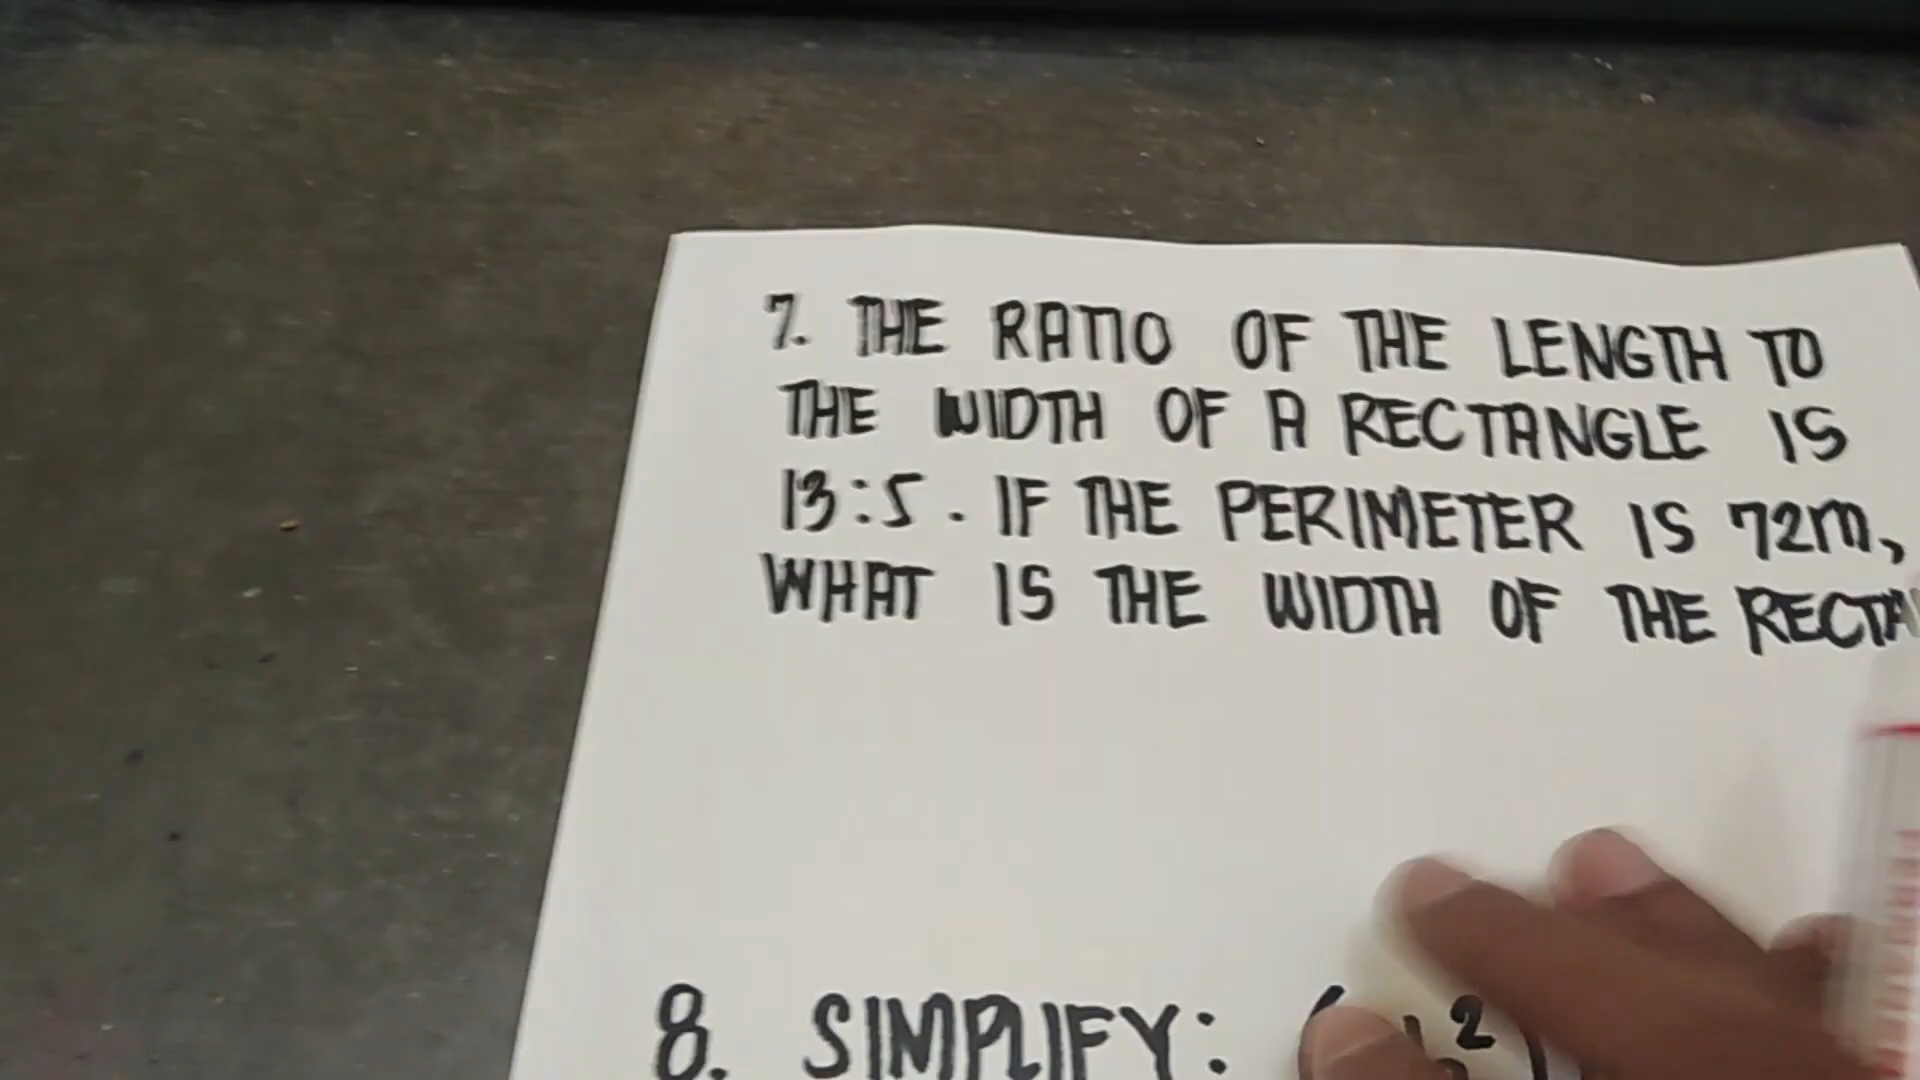 7. THE RATIO OF THE LENGTH TO
THE WIDTH OF A RECTANGLE IS
13:5. IF THE PERIMETER IS 72m,
WHAT IS THE WIDTH OF THE RECTA
8. SIMPLIFY: (